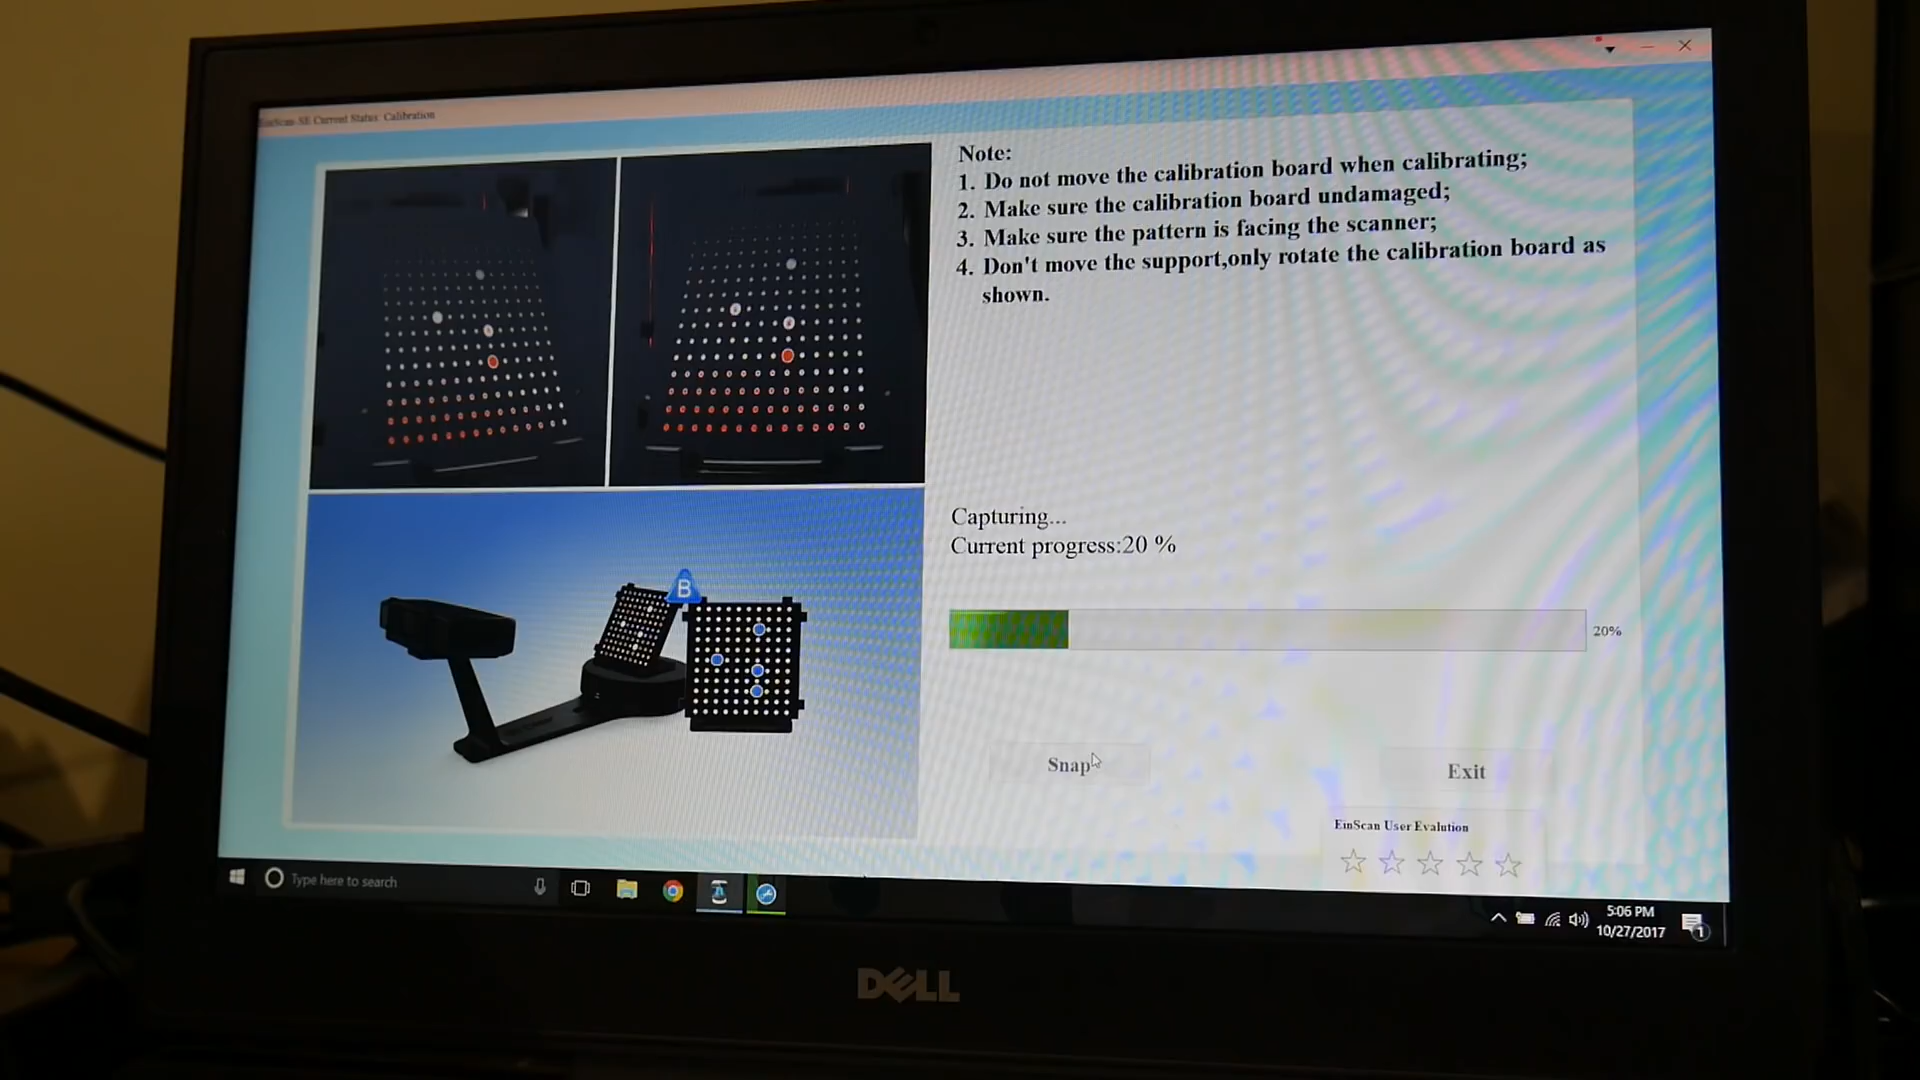 EinScan-SE Current Status: Calibration
Note:
1. Do not move the calibration board when calibrating;
2. Make sure the calibration board undamaged;
3. Make sure the pattern is facing the scanner;
4. Don't move the support,only rotate the calibration board as
shown.
B
Capturing...
Current progress:20 %
20%
Snap
Exit
EinScan User Evalution
Type here to search
5:06 PM
10/27/2017
1
DELL